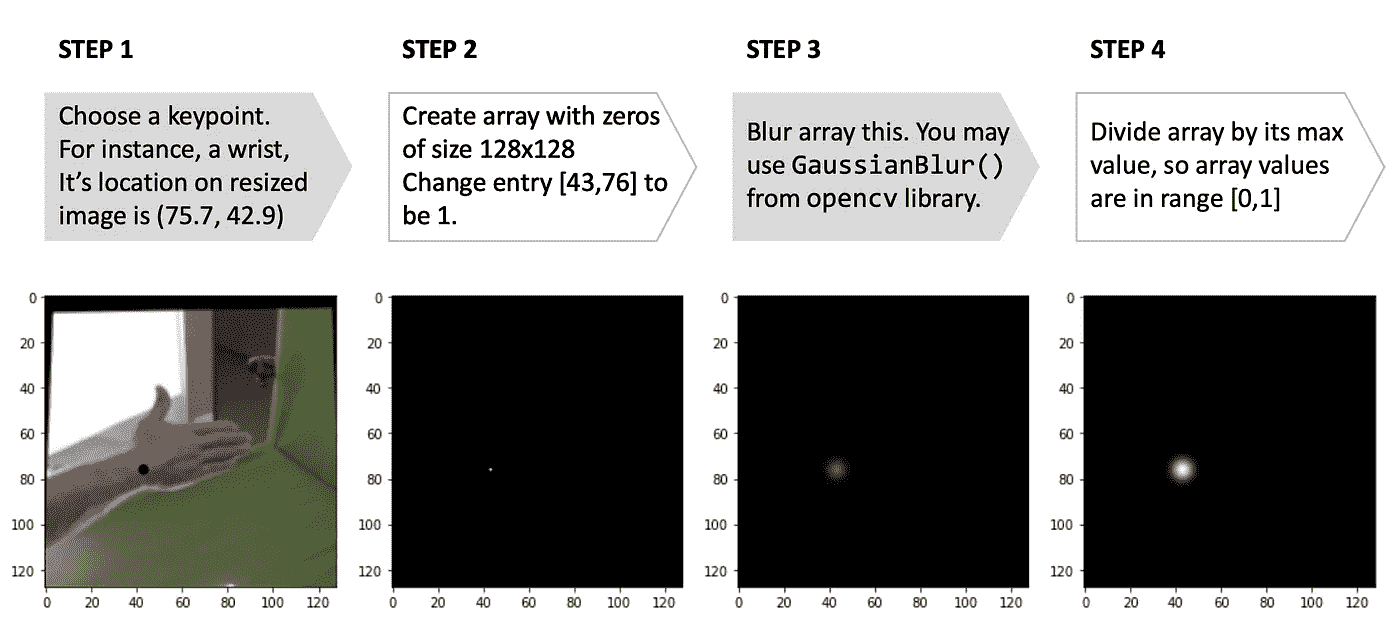 STEP 1
Choose a keypoint.
For instance, a wrist,
It’s location on resized
image is (75.7, 42.9)
STEP 2
Create array with zeros
of size 128x128
Change entry [43,76] to
be 1.
STEP 3
Blur array this. You may
use GaussianBlur()
from opencv library.
STEP 4
Divide array by its max
value, so array values
are in range [0,1]
0
20
40
60
80
100
120
0 20 40 60 80 100 120
0
20
40
60
80
100
120
0 20 40 60 80 100 120
0
20
40
60
80
100
120
0 20 40 60 80 100 120
0
20
40
60
80
100
120
0 20 40 60 80 100 120